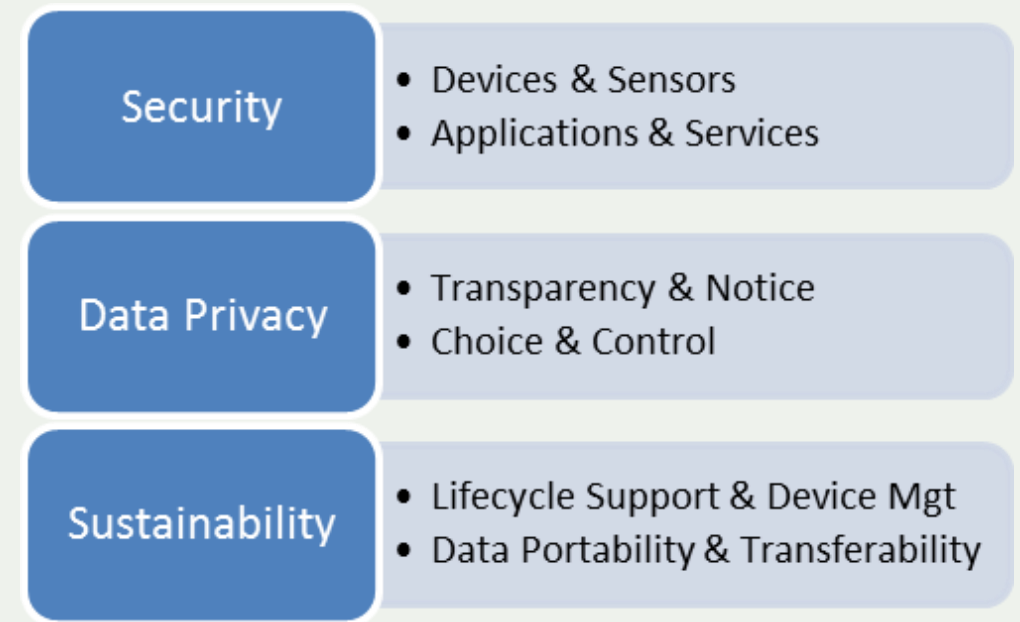 Security
• Devices & Sensors
• Applications & Services
Data Privacy
• Transparency & Notice
• Choice & Control
Sustainability
• Lifecycle Support & Device Mgt
• Data Portability & Transferability